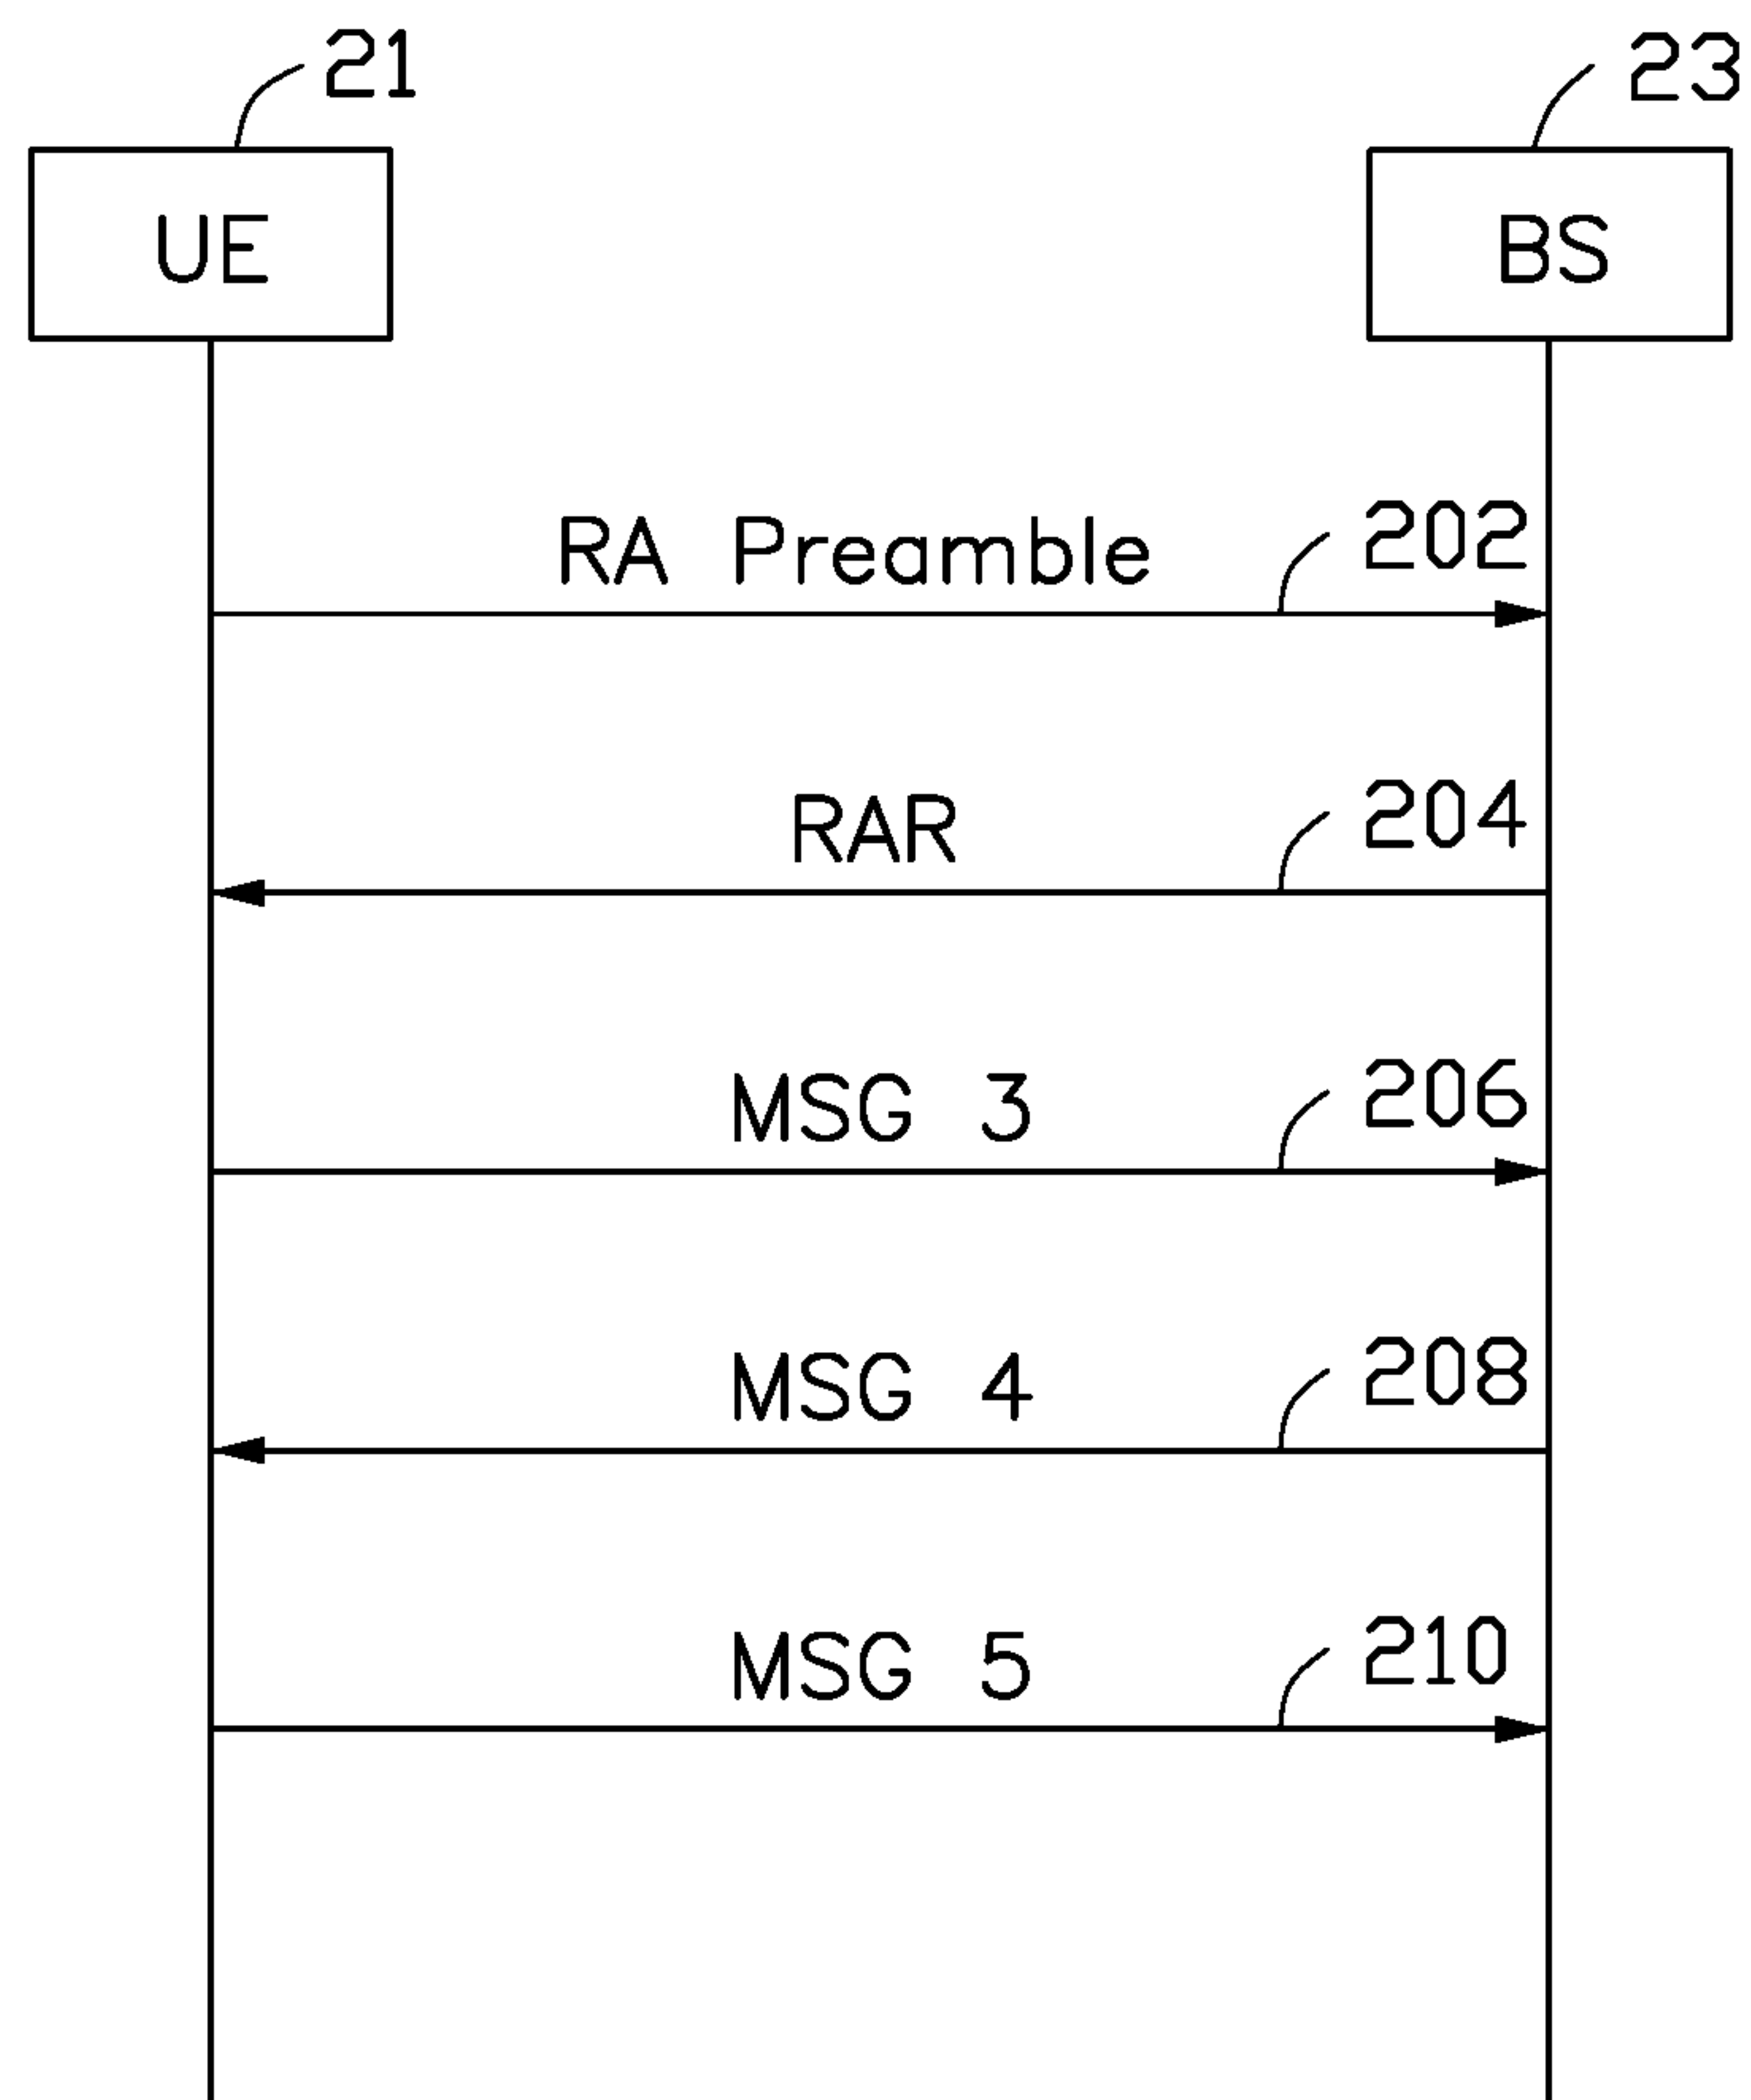 21
23
UE
BS
RA Preamble
202
RAR
204
MSG 3
206
MSG 4
208
MSG 5
210